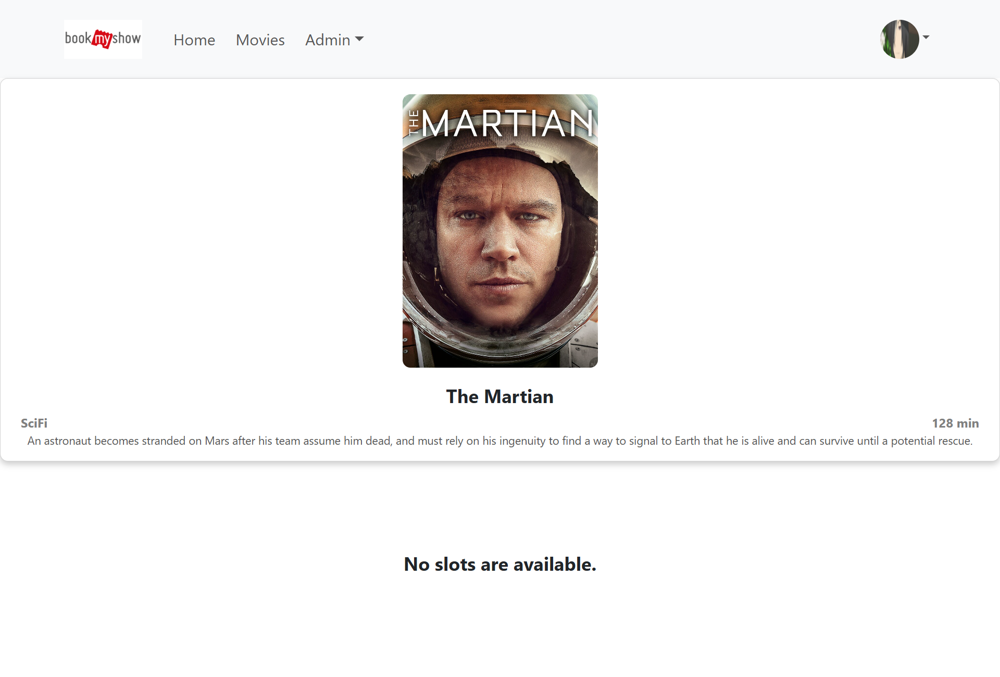 bookmyshow
Home
Movies
Admin
THE MARTIAN
The Martian
SciFi
128 min
An astronaut becomes stranded on Mars after his team assume him dead, and must rely on his ingenuity to find a way to signal to Earth that he is alive and can survive until a potential rescue.
No slots are available.